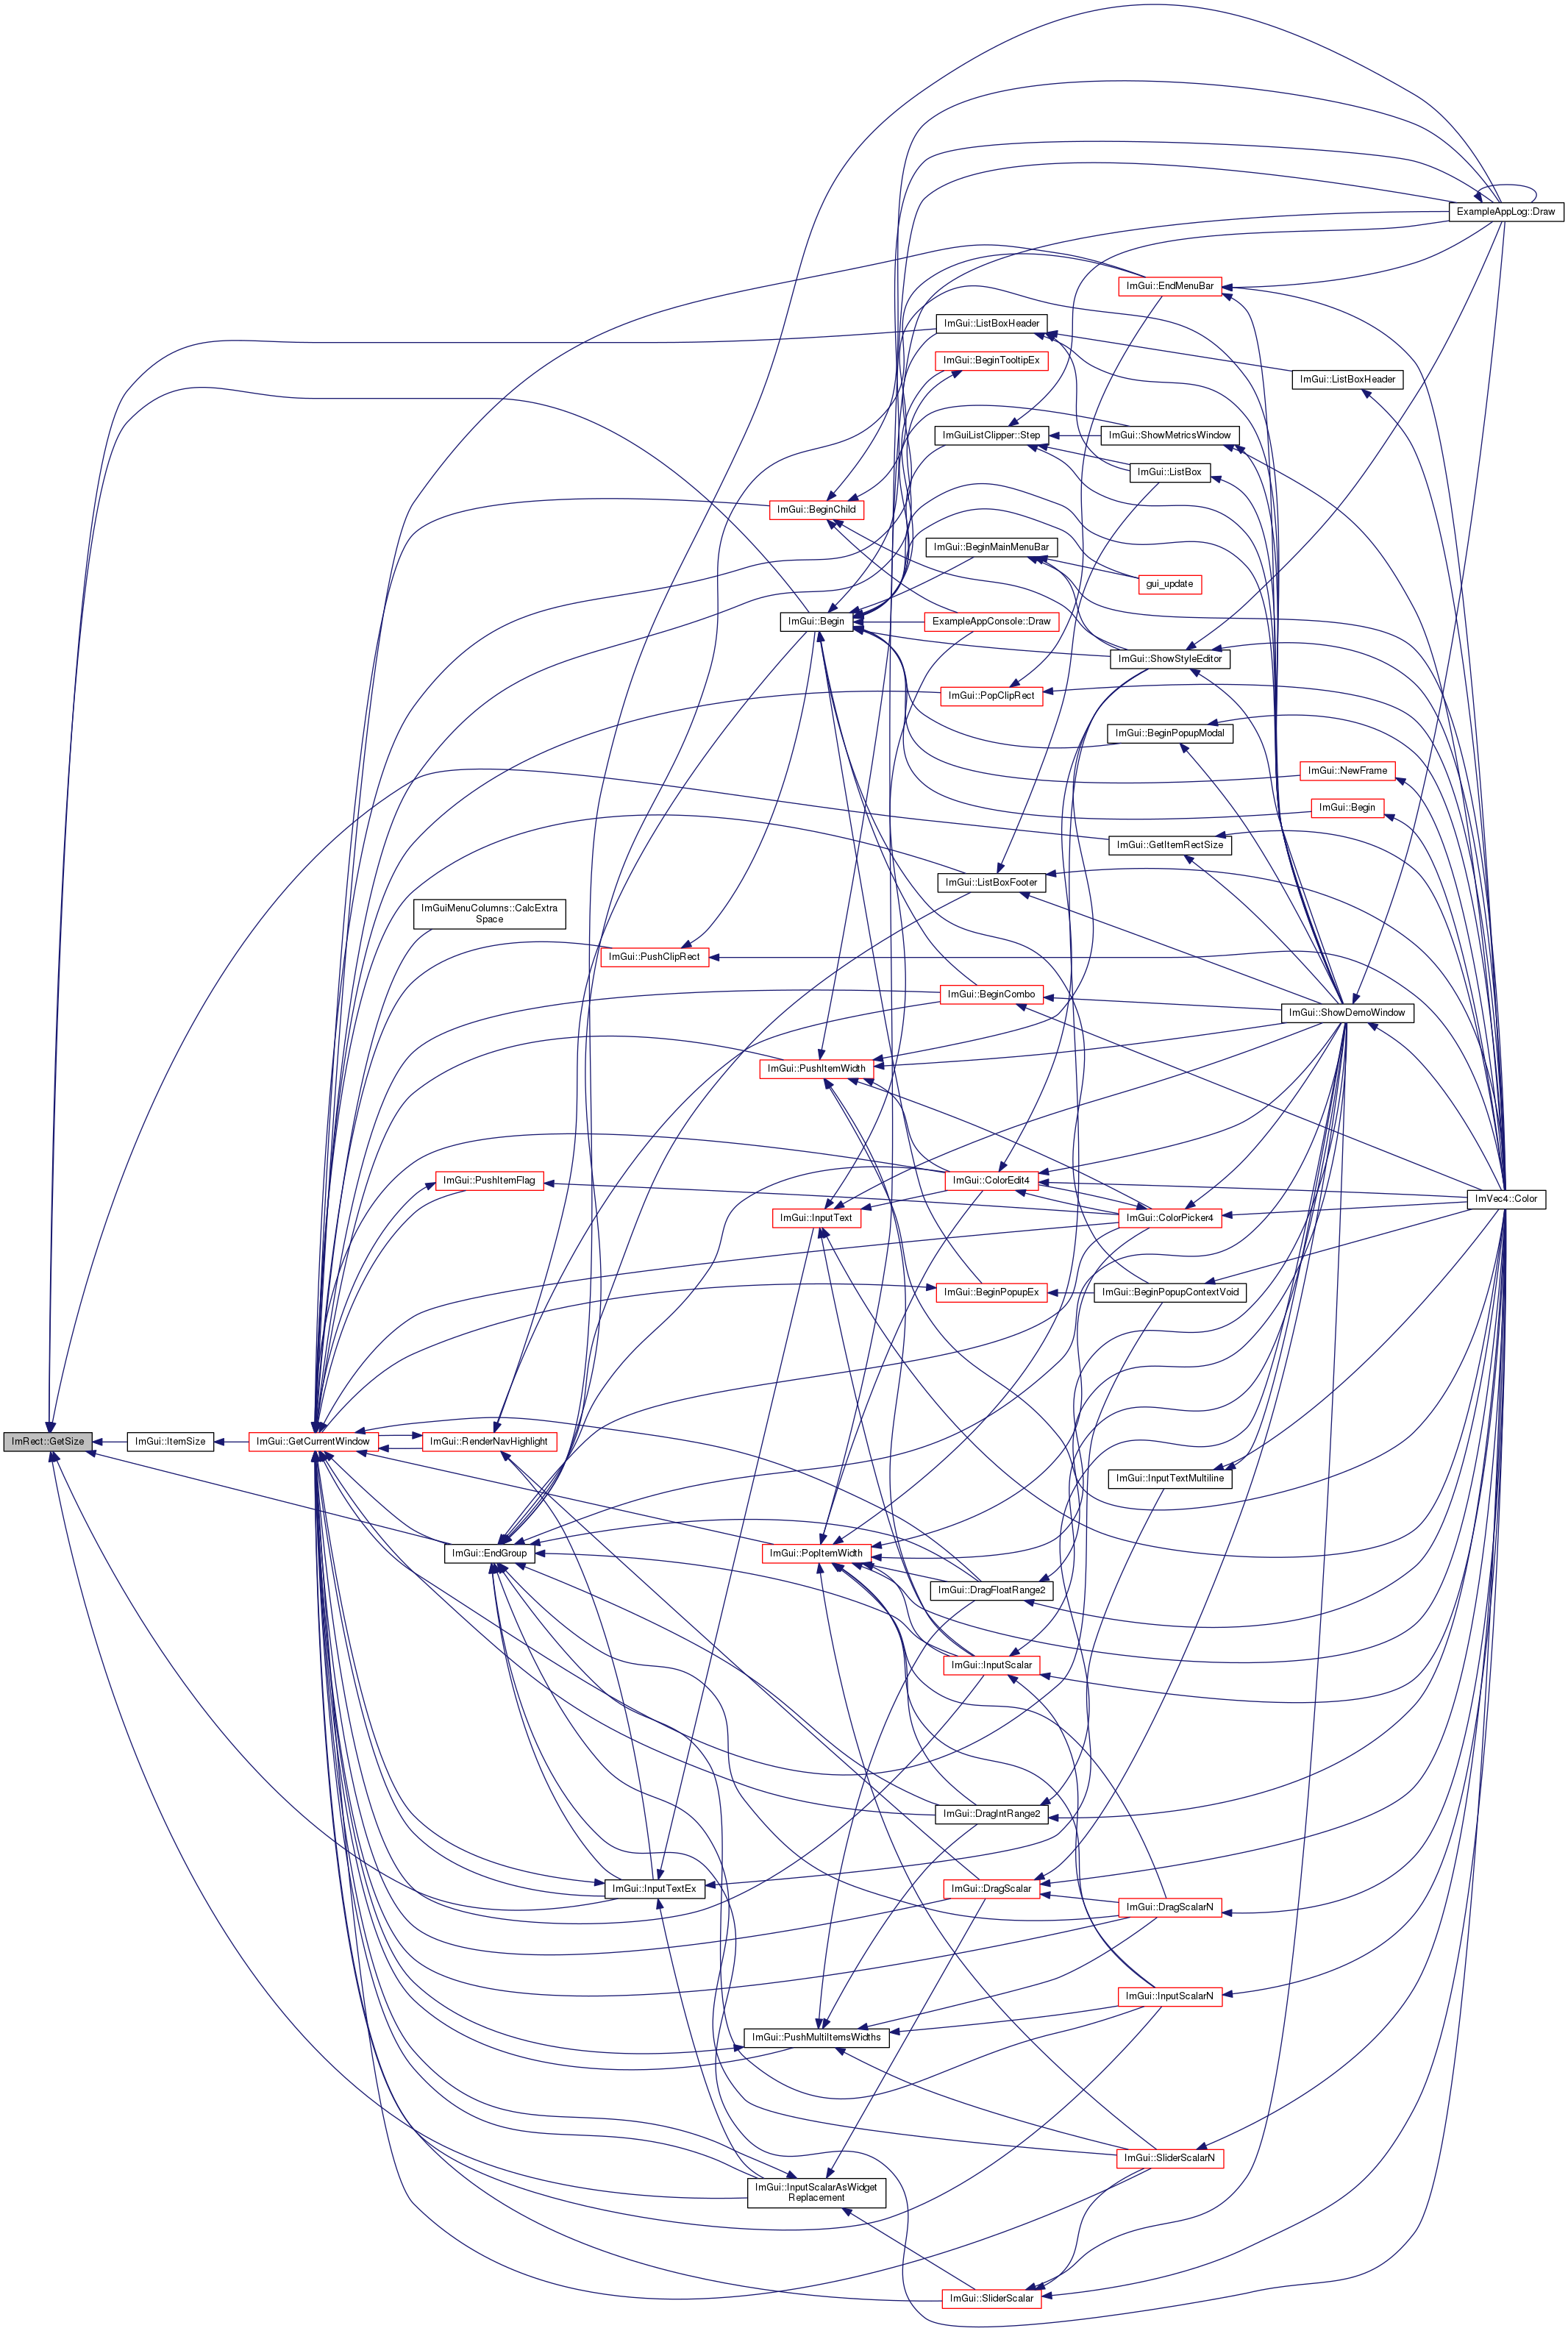 ExampleAppLog::Draw
ImGui::EndMenuBar
ImGui::ListBoxHeader
ImGui::BeginTooltipEx
ImGui::ListBoxHeader
ImGuiListClipper::Step
ImGui::ShowMetricsWindow
ImGui::ListBox
ImGui::BeginChild
ImGui::BeginMainMenuBar
gui_update
ImGui::Begin
ExampleAppConsole::Draw
ImGui::ShowStyleEditor
ImGui::PopClipRect
ImGui::BeginPopupModal
ImGui::NewFrame
ImGui::Begin
ImGui::GetItemRectSize
ImGui::ListBoxFooter
ImGuiMenuColumns::CalcExtra
Space
ImGui::PushClipRect
ImGui::BeginCombo
ImGui::ShowDemoWindow
ImGui::PushItemWidth
ImGui::PushItemFlag
ImGui::ColorEdit4
ImVec4::Color
ImGui::InputText
ImGui::ColorPicker4
ImGui::BeginPopupEx
ImGui::BeginPopupContextVoid
ImRect::GetSize
ImGui::ItemSize
ImGui::GetCurrentWindow
ImGui::RenderNavHighlight
ImGui::InputTextMultiline
ImGui::EndGroup
ImGui::PopItemWidth
ImGui::DragFloatRange2
ImGui::InputScalar
ImGui::DragIntRange2
ImGui::InputTextEx
ImGui::DragScalar
ImGui::DragScalarN
ImGui::InputScalarN
ImGui::PushMultiItemsWidths
ImGui::SliderScalarN
ImGui::InputScalarAsWidget
Replacement
ImGui::SliderScalar